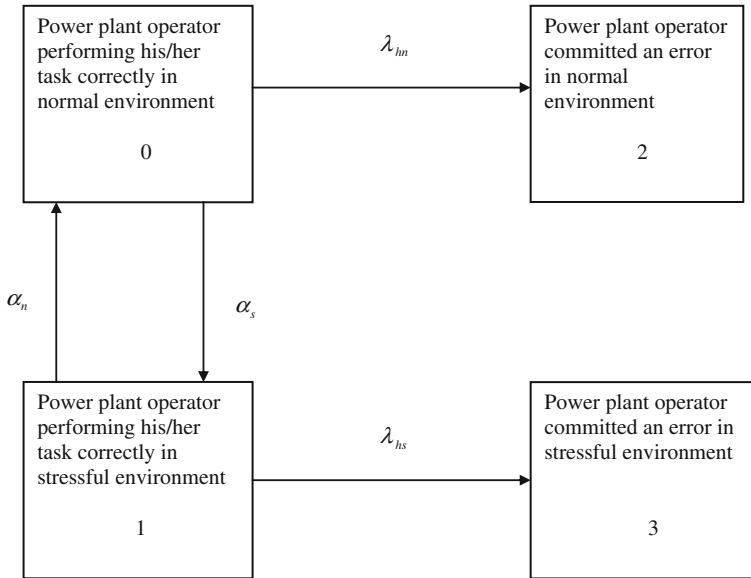 Power plant operator
performing his/her
task correctly in
normal environment
0
λhn
Power plant operator
committed an error
in normal
environment
2
αn
αs
Power plant operator
performing his/her
task correctly in
stressful environment
1
λhs
Power plant operator
committed an error in
stressful environment
3